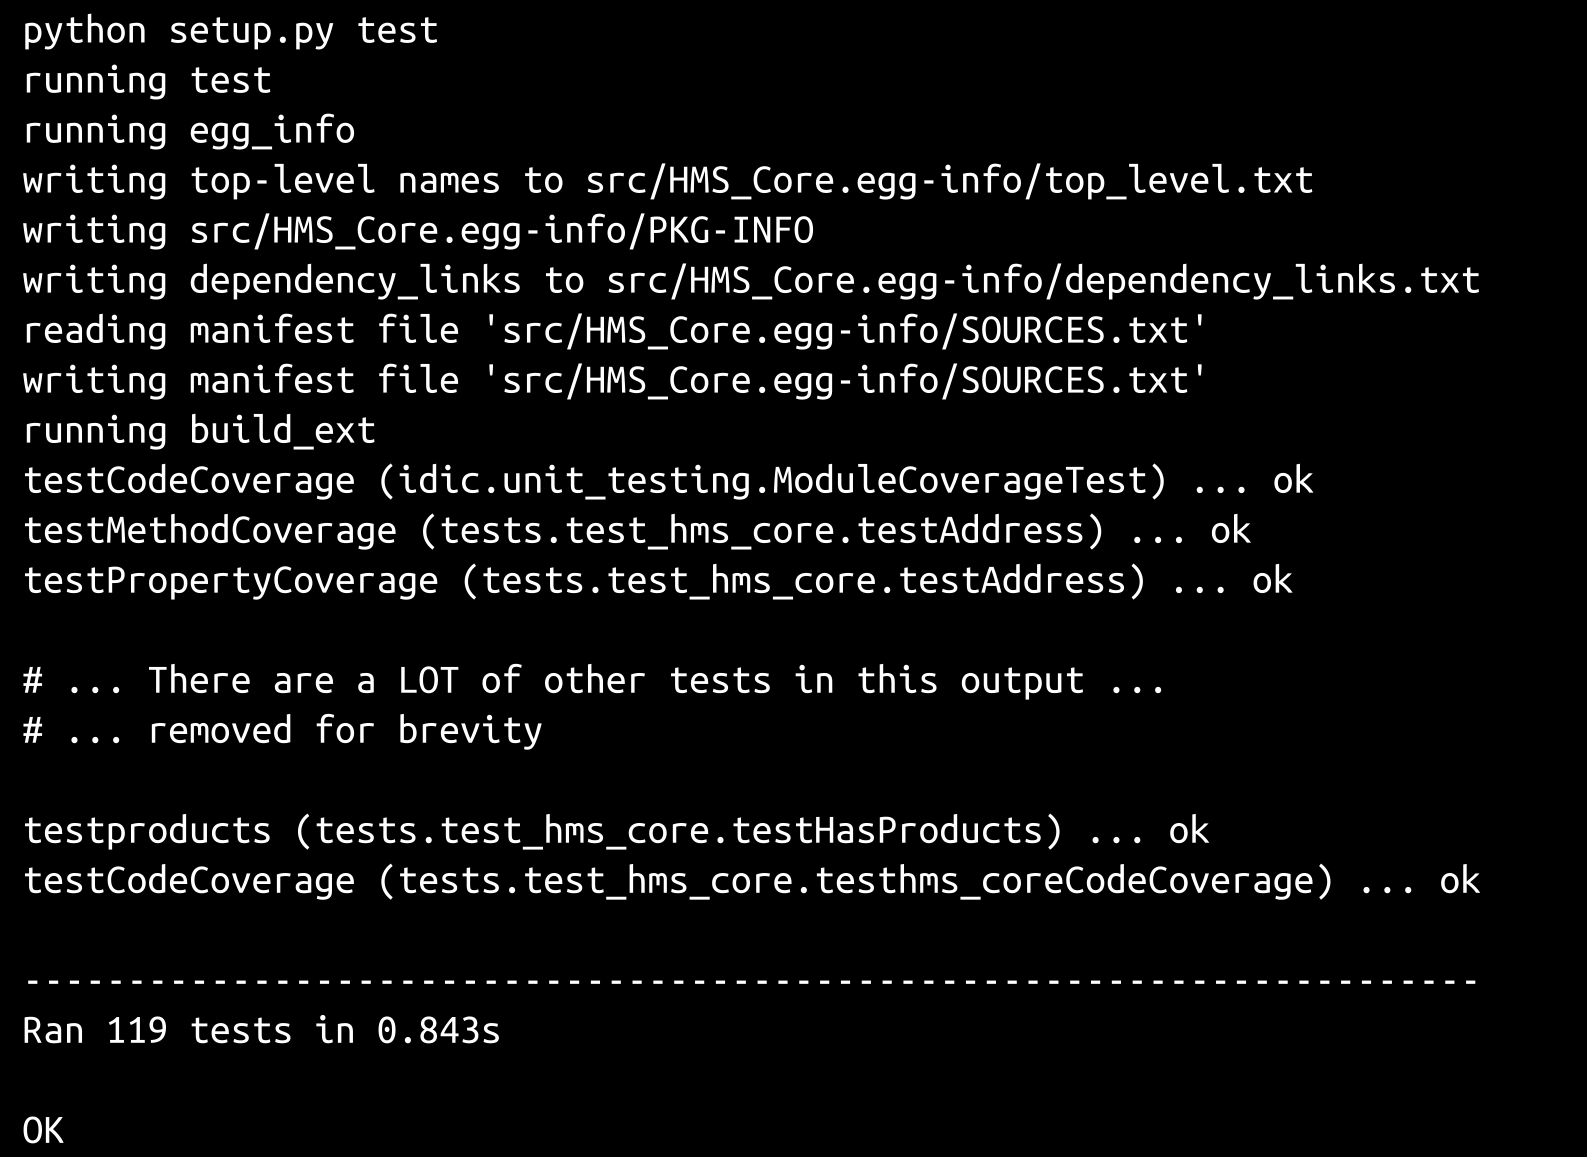 python setup.py test
running test
running egg_info
writing top-level names to src/HMS_Core.egg-info/top_level.txt
writing src/HMS_Core.egg-info/PKG-INFO
writing dependency_links to src/HMS_Core.egg-info/dependency_links.txt
reading manifest file 'src/HMS_Core.egg-info/SOURCES.txt'
writing manifest file 'src/HMS_Core.egg-info/SOURCES.txt'
running build_ext
testCodeCoverage (idic.unit_testing.ModuleCoverageTest) ... ok
testMethodCoverage (tests.test_hms_core.testAddress) ... ok
testPropertyCoverage (tests.test_hms_core.testAddress) ... ok

# ... There are a LOT of other tests in this output ...
# ... removed for brevity

testproducts (tests.test_hms_core.testHasProducts) ... ok
testCodeCoverage (tests.test_hms_core.testhms_coreCodeCoverage) ... ok

----------------------------------------------------------------------
Ran 119 tests in 0.843s

OK